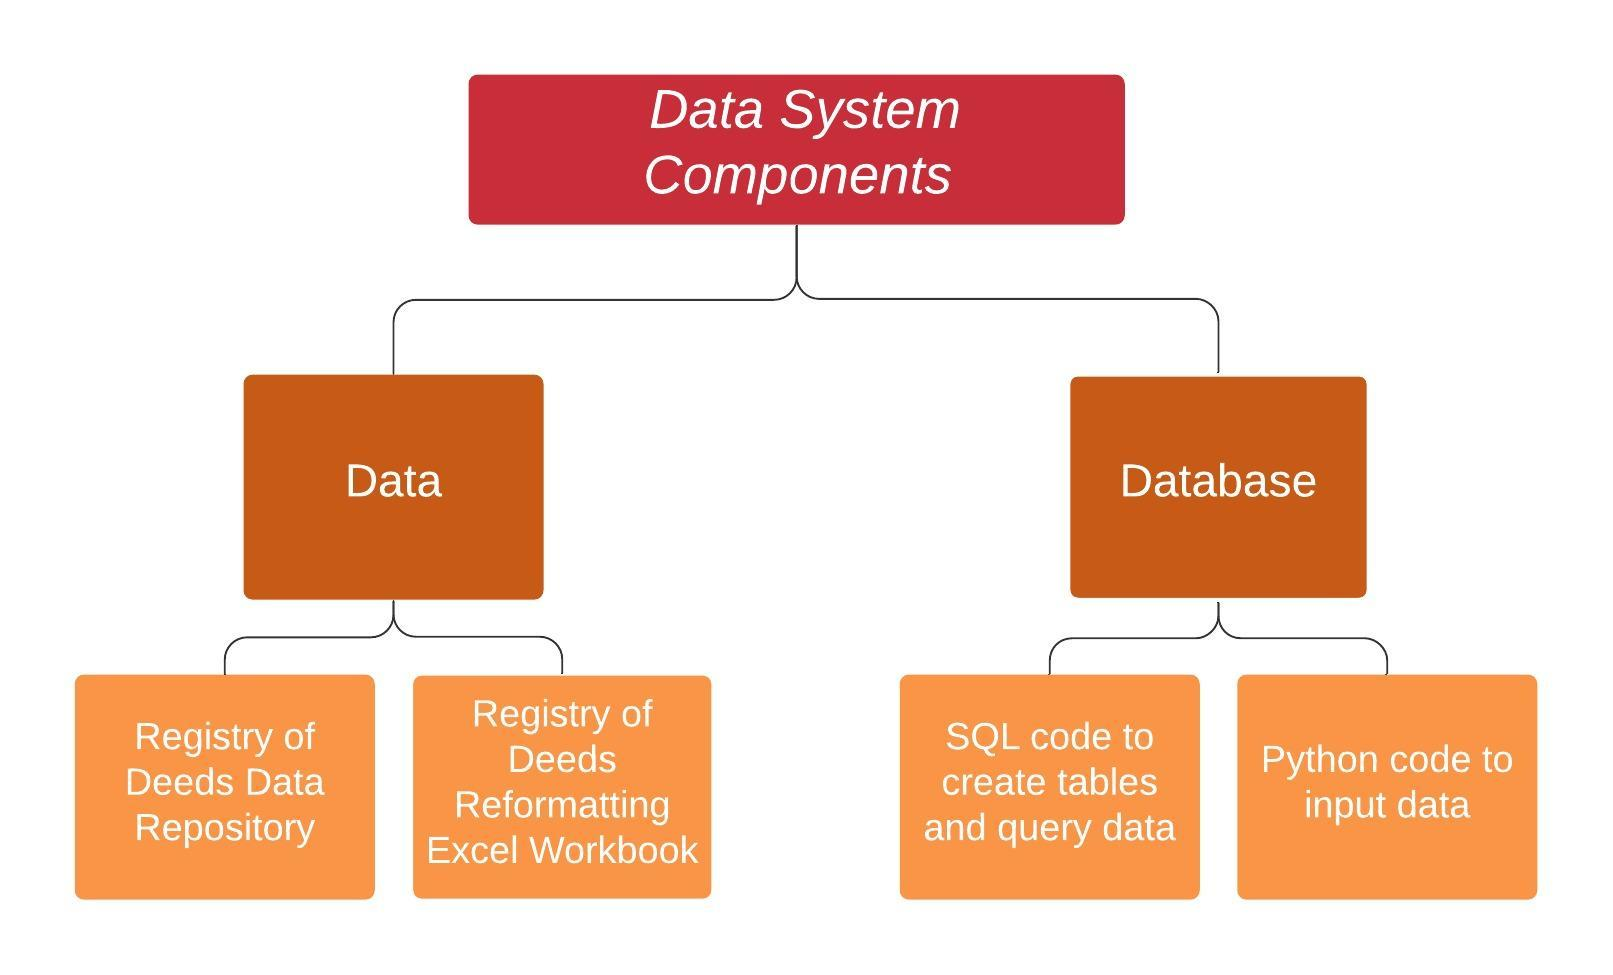 Data System
Components
Data
Database
Registry of
Deeds Data
Repository
Registry of
Deeds
Reformatting
Excel Workbook
SQL code to
create tables
and query data
Python code to
input data